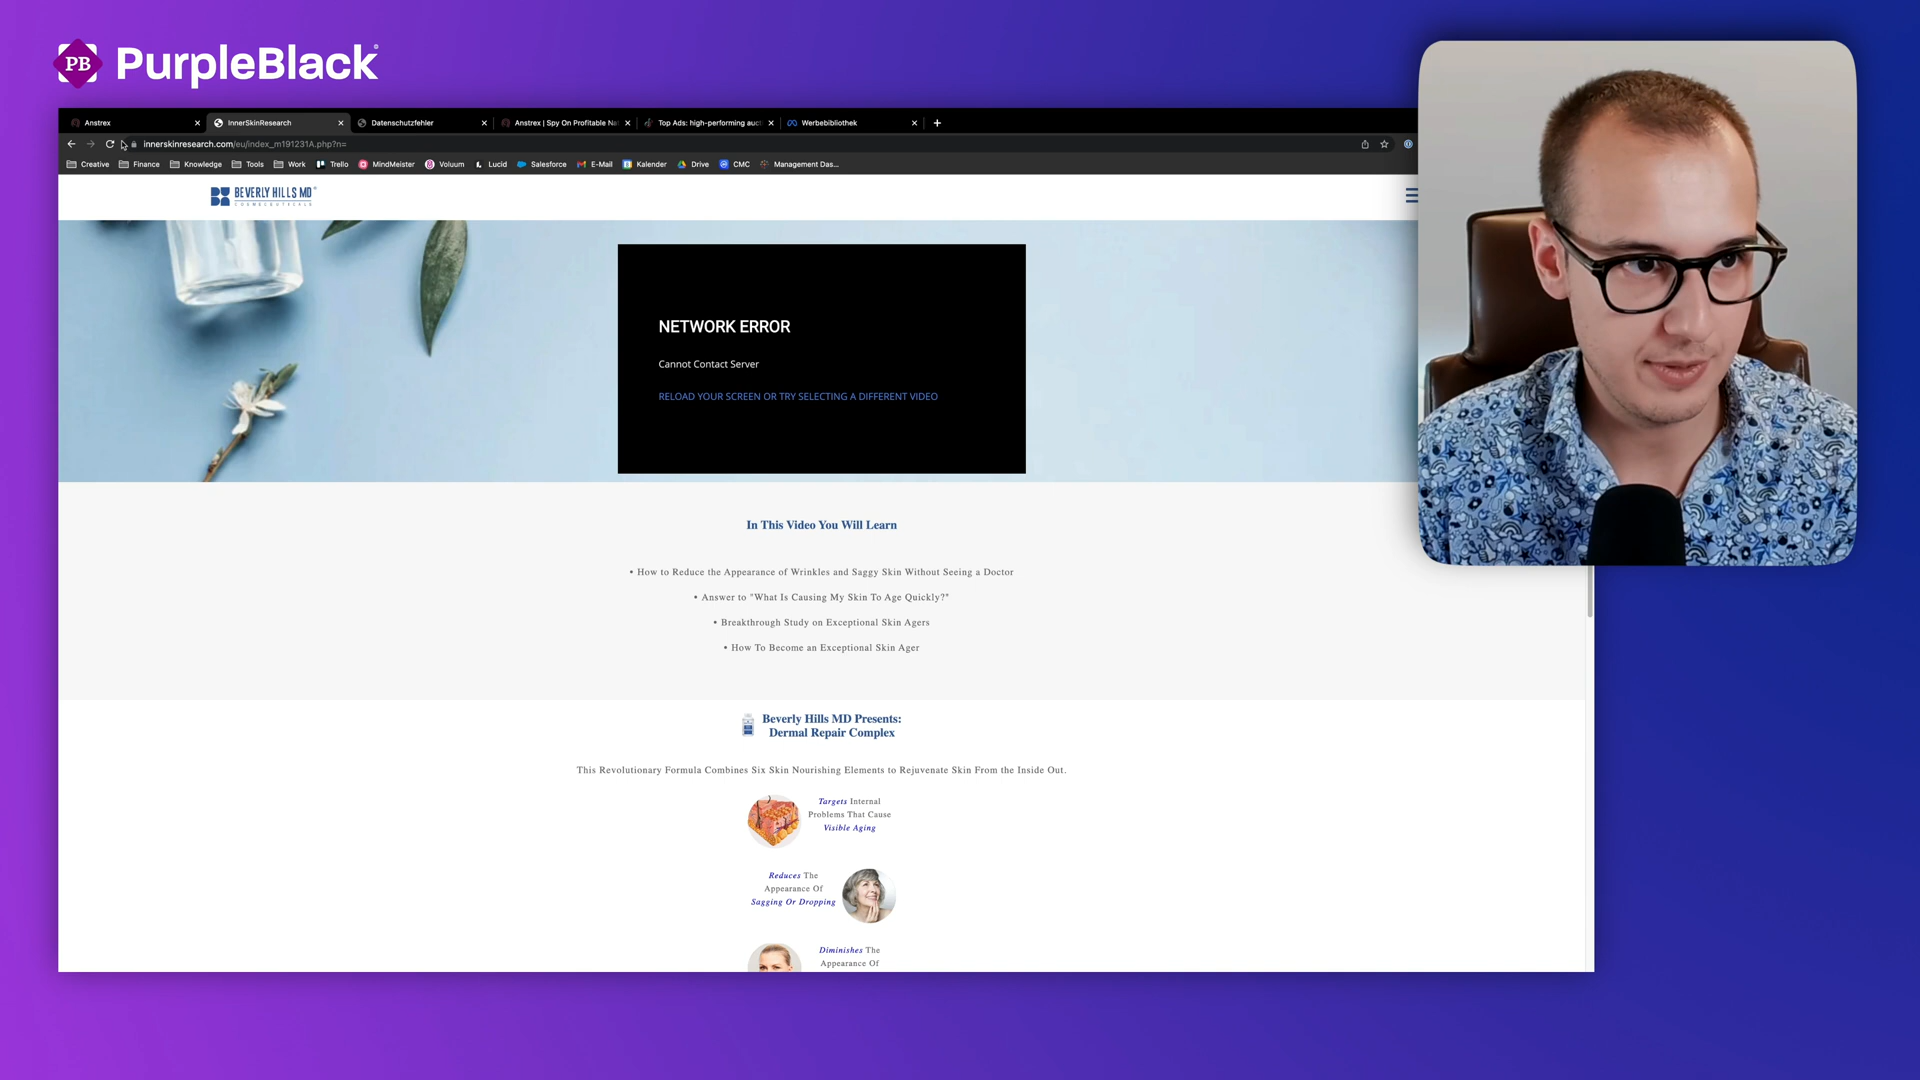 PB PurpleBlack
Anstrex
InnerSkinResearch
Datenschutzfehler
Anstrex | Spy On Profitable Na
Top Ads: high-performing auc
Werbebibliothek
innerskinresearch.com/eu/index_m191231A.php?n=
Creative Finance Knowledge Tools Work Trello MindMeister Voluum Lucid Salesforce E-Mail Kalender Drive CMC Management Das...
BEVERLY HILLS MD
COSMECEUTICALS
NETWORK ERROR
Cannot Contact Server
RELOAD YOUR SCREEN OR TRY SELECTING A DIFFERENT VIDEO
In This Video You Will Learn
• How to Reduce the Appearance of Wrinkles and Saggy Skin Without Seeing a Doctor
• Answer to "What Is Causing My Skin To Age Quickly?"
• Breakthrough Study on Exceptional Skin Agers
• How To Become an Exceptional Skin Ager
Beverly Hills MD Presents:
Dermal Repair Complex
This Revolutionary Formula Combines Six Skin Nourishing Elements to Rejuvenate Skin From the Inside Out.
Targets Internal
Problems That Cause
Visible Aging
Reduces The
Appearance Of
Sagging Or Dropping
Diminishes The
Appearance Of